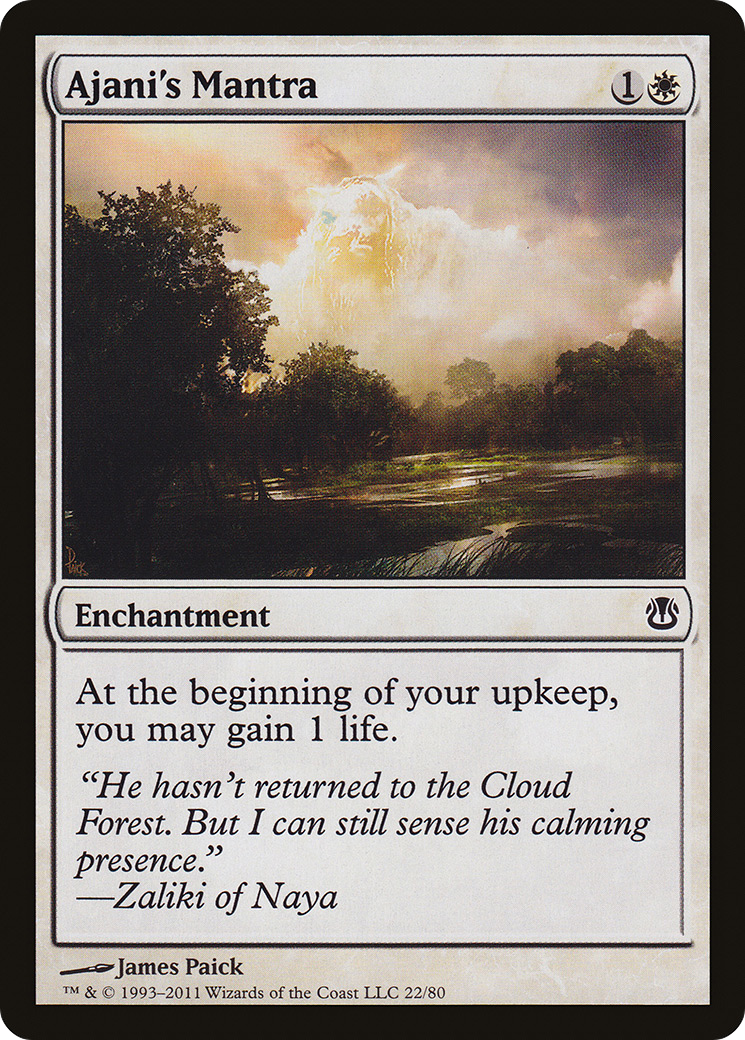 Ajani's Mantra 1
Paick
Enchantment
At the beginning of your upkeep,
you may gain 1 life.
“He hasn't returned to the Cloud
Forest. But I can still sense his calming
presence.”
—Zaliki of Naya
James Paick
™ & © 1993–2011 Wizards of the Coast LLC 22/80